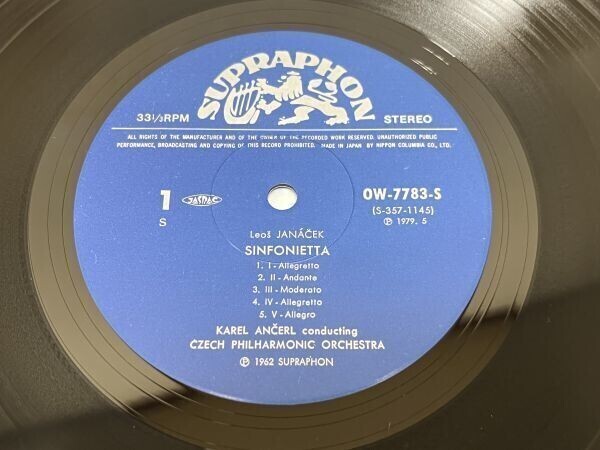 SUPRAPHON
33⅓RPM
STEREO
ALL RIGHTS OF THE MANUFACTURER AND OF THE OWNER OF THE RECORDED WORK RESERVED. UNAUTHORIZED PUBLIC
PERFORMANCE, BROADCASTING AND COPYING OF THIS RECORD PROHIBITED. MADE IN JAPAN BY NIPPON COLUMBIA CO., LTD.
1
S
JASRAC
OW-7783-S
(S-357-1145)
Ⓟ 1979. 5
Leoš JANÁČEK
SINFONIETTA
1. I - Allegretto
2. II - Andante
3. III - Moderato
4. IV - Allegretto
5. V - Allegro
KAREL ANČERL conducting
CZECH PHILHARMONIC ORCHESTRA
Ⓟ 1962 SUPRAPHON